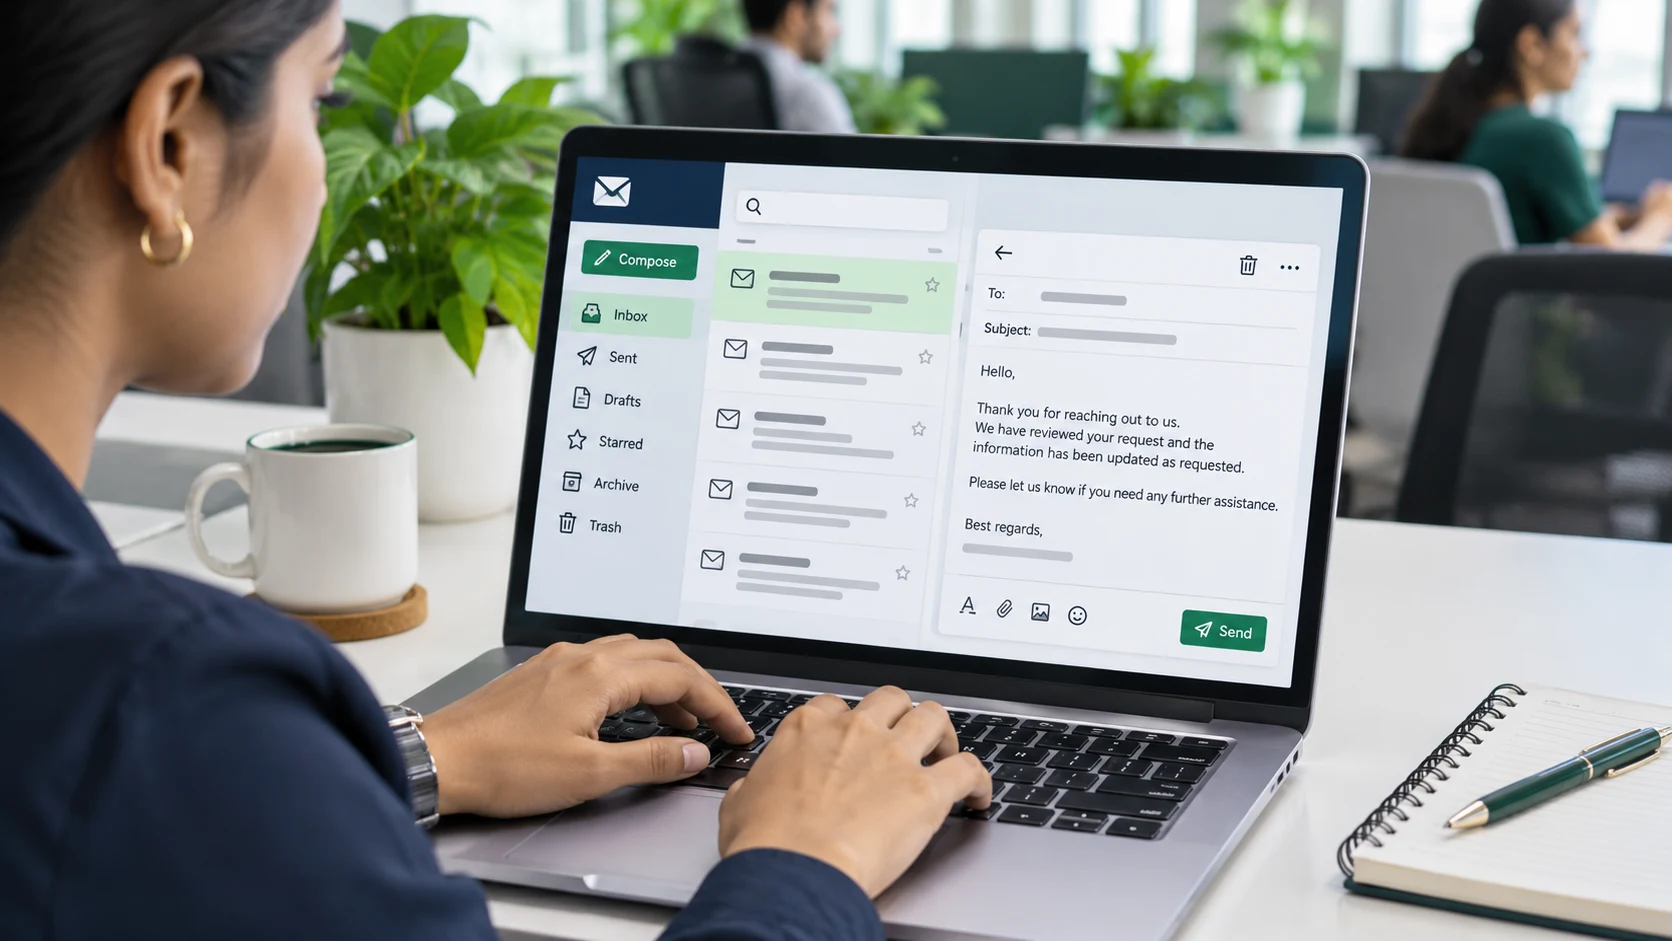 Compose
Inbox
Sent
Drafts
Starred
Archive
Trash
To:
Subject:
Hello,
Thank you for reaching out to us.
We have reviewed your request and the
information has been updated as requested.
Please let us know if you need any further assistance.
Best regards,
Send